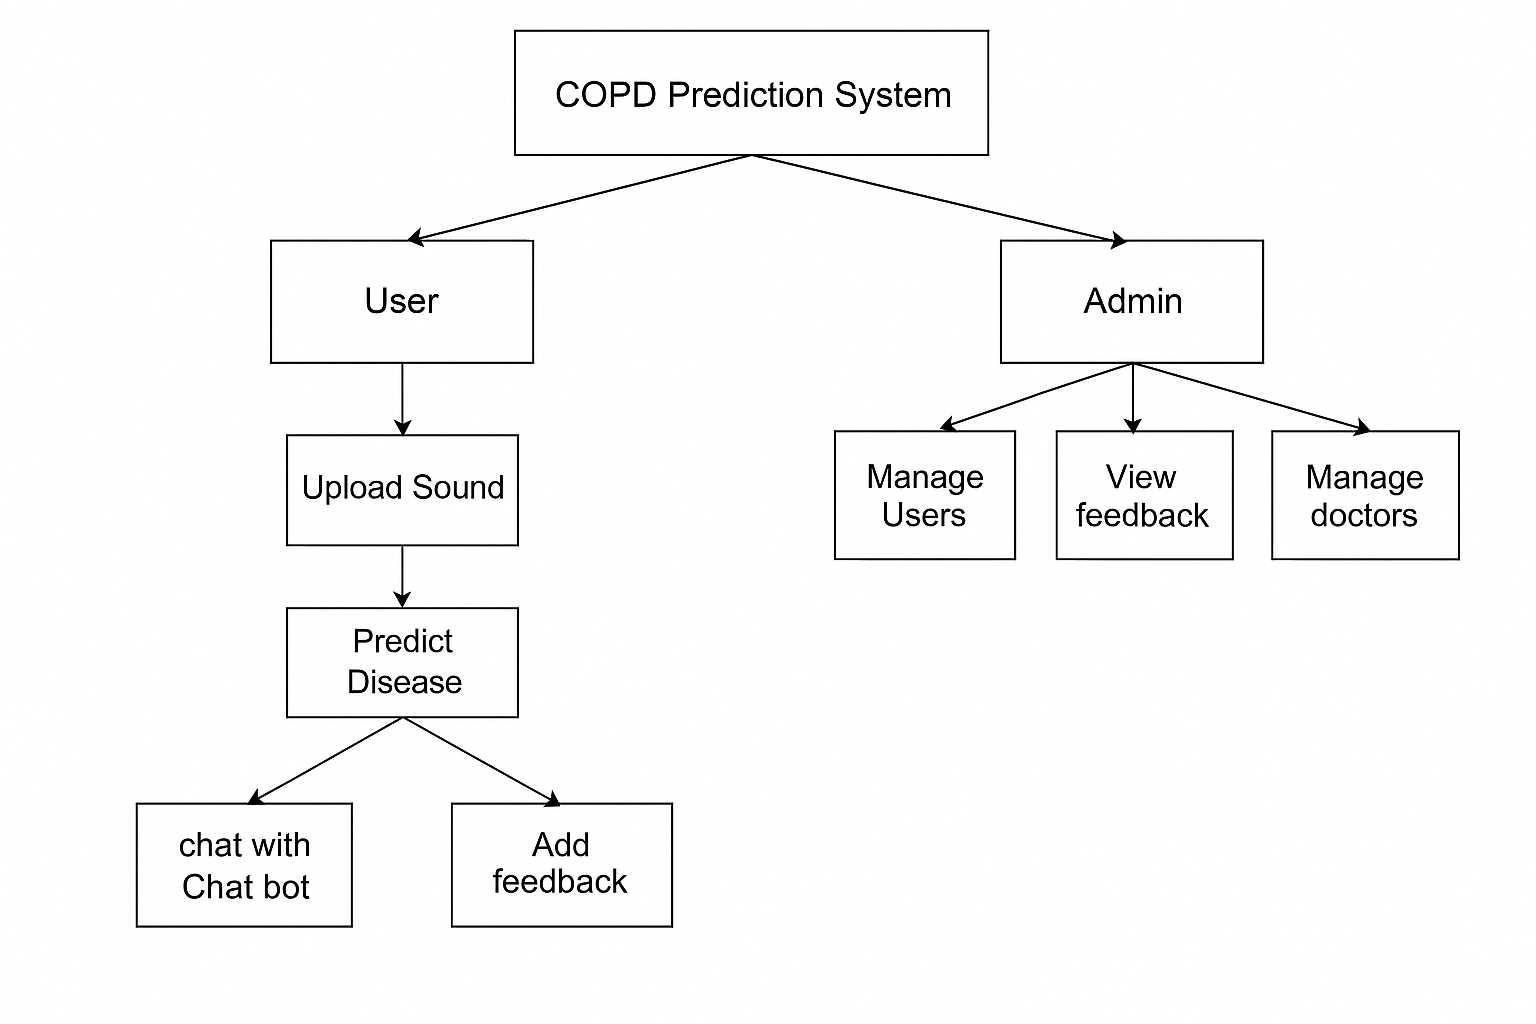 COPD Prediction System
User
Admin
Upload Sound
Manage
Users
View
feedback
Manage
doctors
Predict
Disease
chat with
Chat bot
Add
feedback